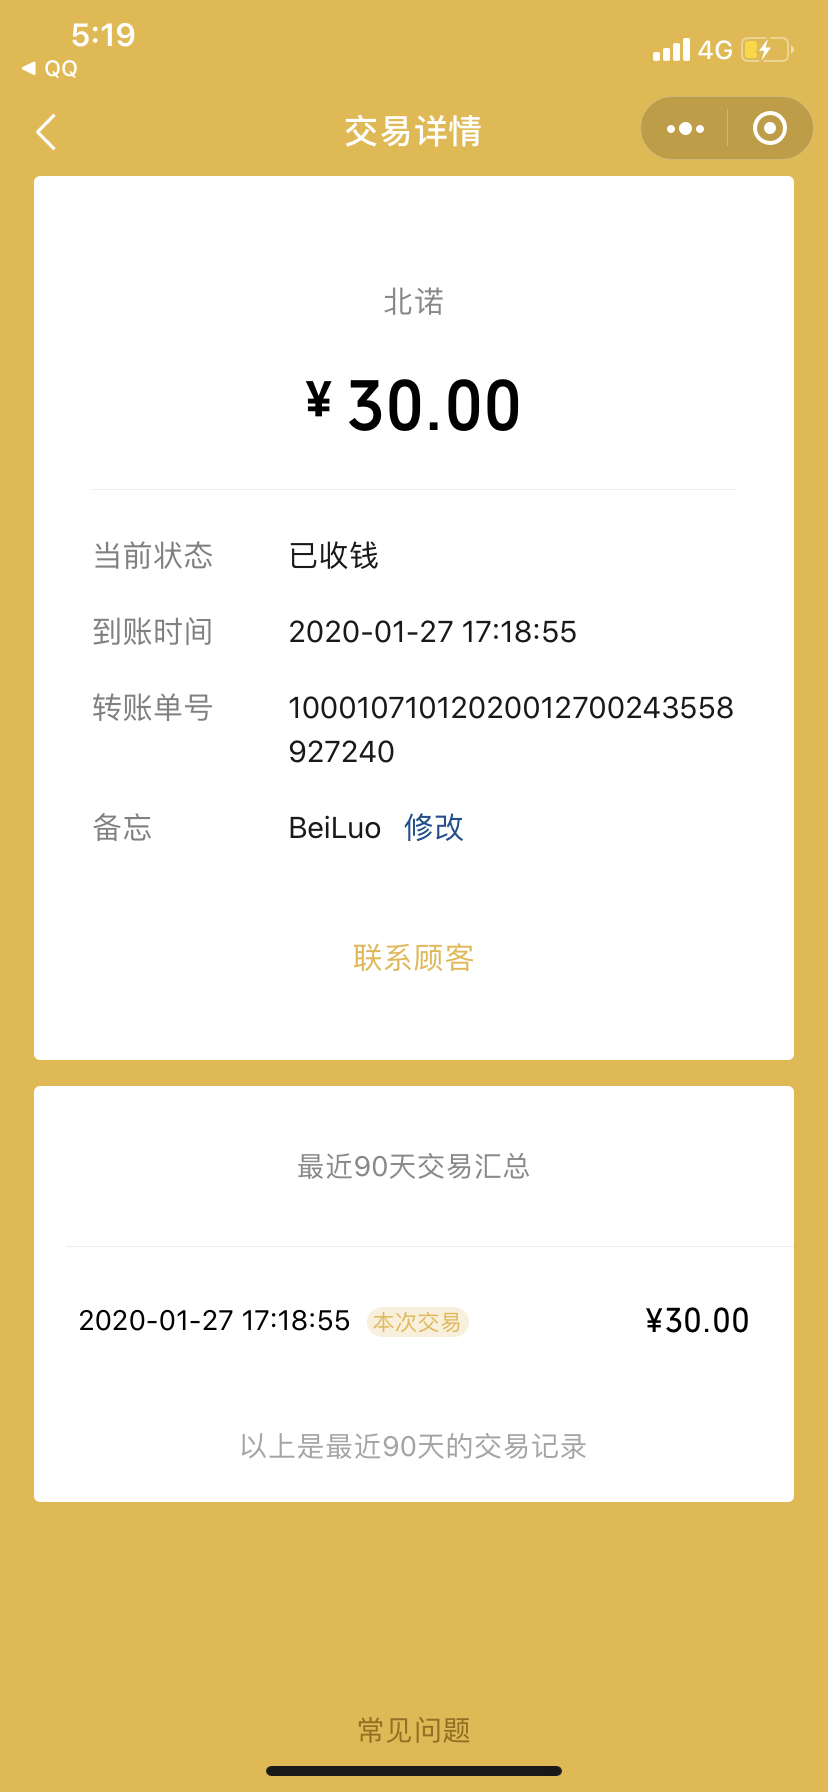 5:19
4G
◀ QQ
交易详情
北诺
¥ 30.00
当前状态 已收钱
到账时间 2020-01-27 17:18:55
转账单号 10001071012020012700243558
927240
备忘 BeiLuo 修改
联系顾客
最近90天交易汇总
2020-01-27 17:18:55 本次交易 ¥30.00
以上是最近90天的交易记录
常见问题